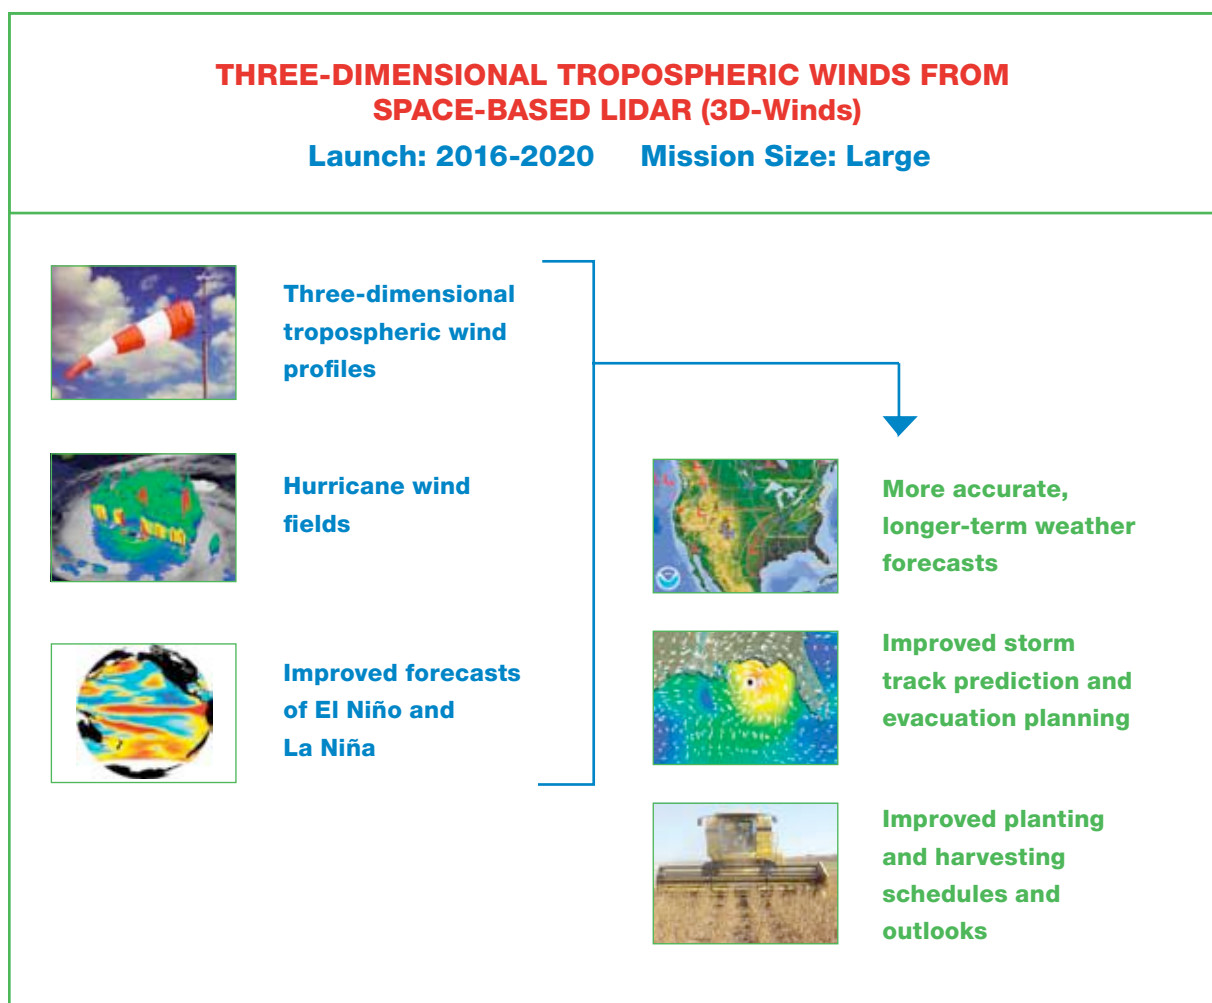 THREE-DIMENSIONAL TROPOSPHERIC WINDS FROM
SPACE-BASED LIDAR (3D-Winds)
Launch: 2016-2020 Mission Size: Large
Three-dimensional
tropospheric wind
profiles
Hurricane wind
fields
Improved forecasts
of El Niño and
La Niña
More accurate,
longer-term weather
forecasts
Improved storm
track prediction and
evacuation planning
Improved planting
and harvesting
schedules and
outlooks